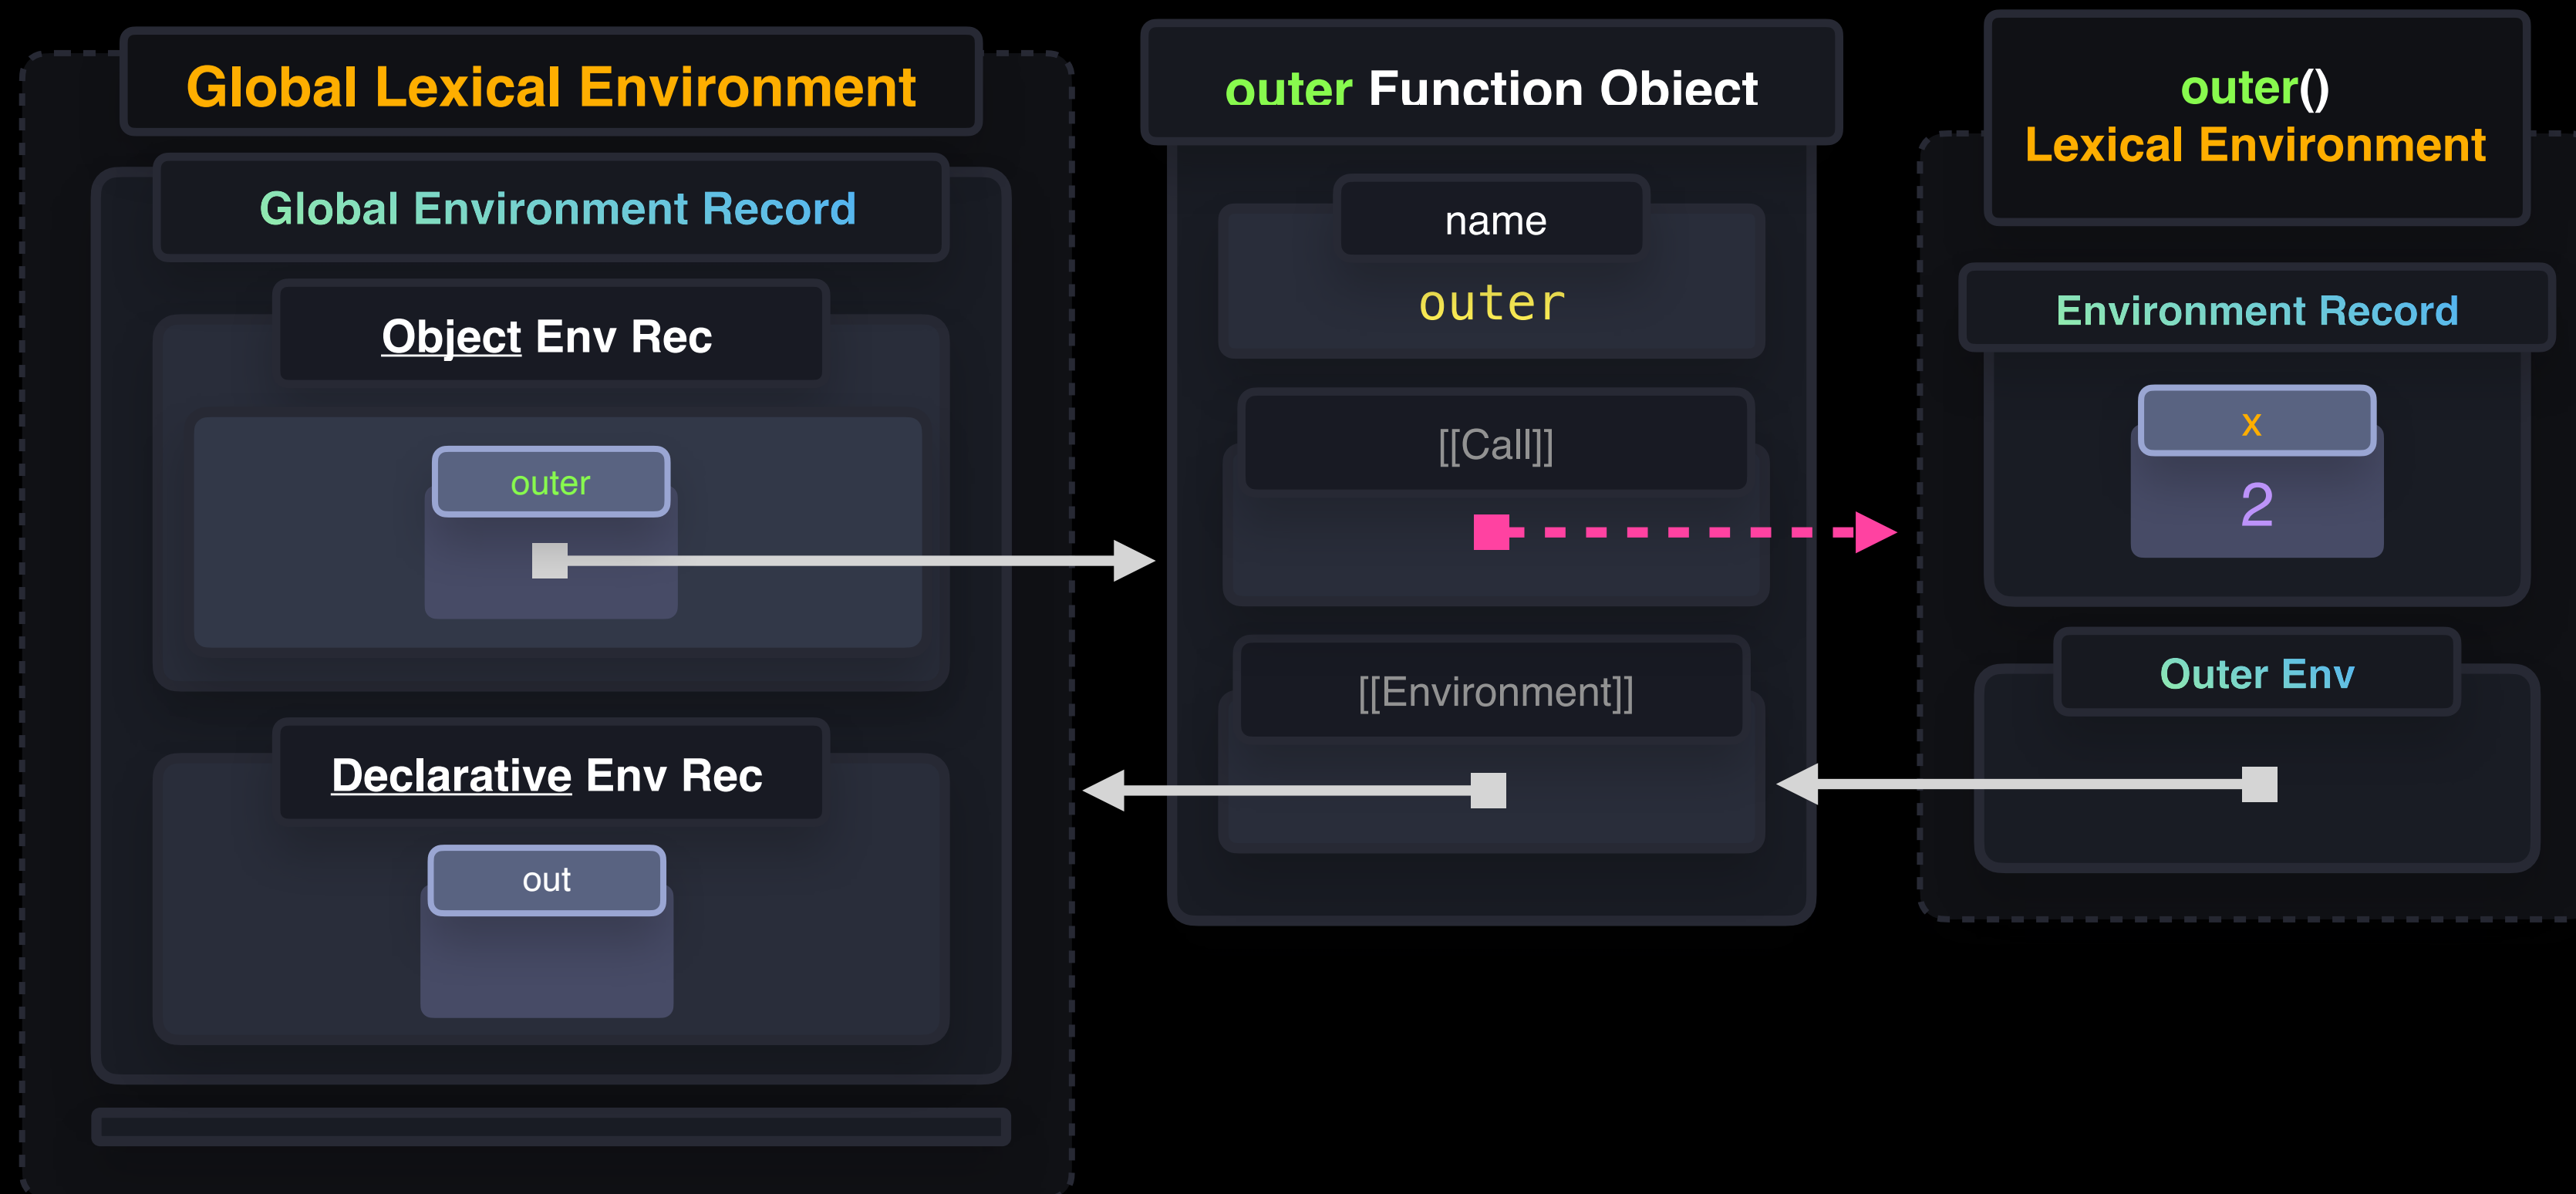 Global Lexical Environment
Global Environment Record
Object Env Rec
outer
Declarative Env Rec
out
outer Function Object
name
outer
[[Call]]
[[Environment]]
outer()
Lexical Environment
Environment Record
x
2
Outer Env